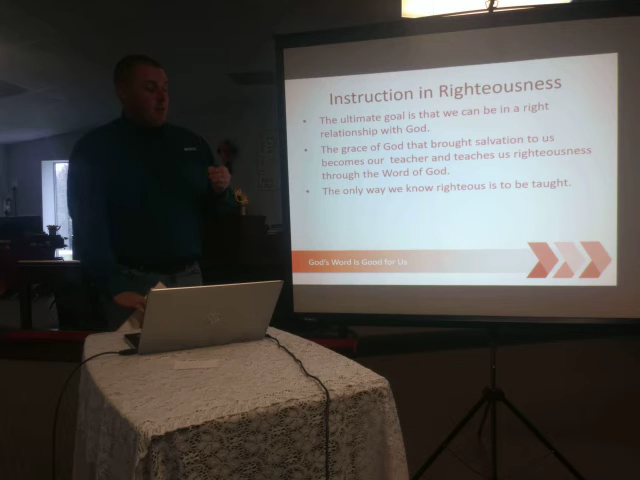 Instruction in Righteousness
• The ultimate goal is that we can be in a right
relationship with God.
• The grace of God that brought salvation to us
becomes our teacher and teaches us righteousness
through the Word of God.
• The only way we know righteous is to be taught.
God's Word Is Good for Us